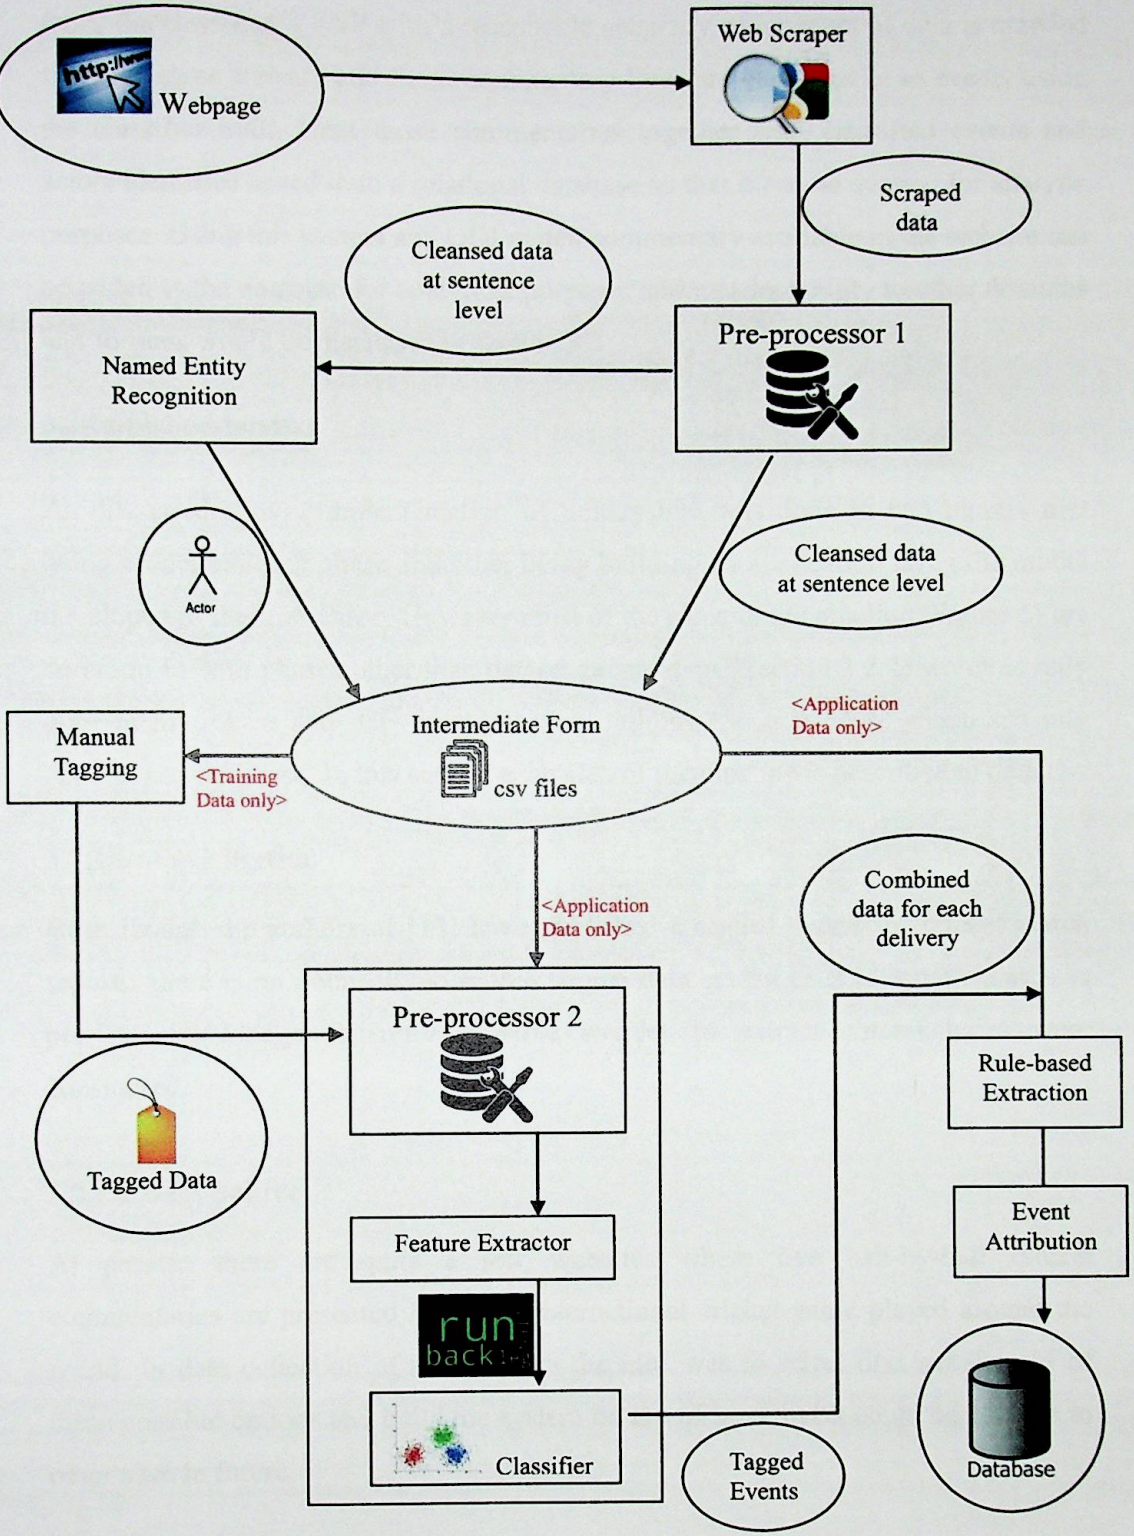 http://www
Webpage
Web Scraper
Scraped
data
Cleansed data
at sentence
level
Pre-processor 1
Named Entity
Recognition
Actor
Cleansed data
at sentence level
Intermediate Form
csv files
<Application
Data only>
Manual
Tagging
<Training
Data only>
<Application
Data only>
Combined
data for each
delivery
Pre-processor 2
Tagged Data
Rule-based
Extraction
Feature Extractor
Event
Attribution
run
back
Classifier
Tagged
Events
Database